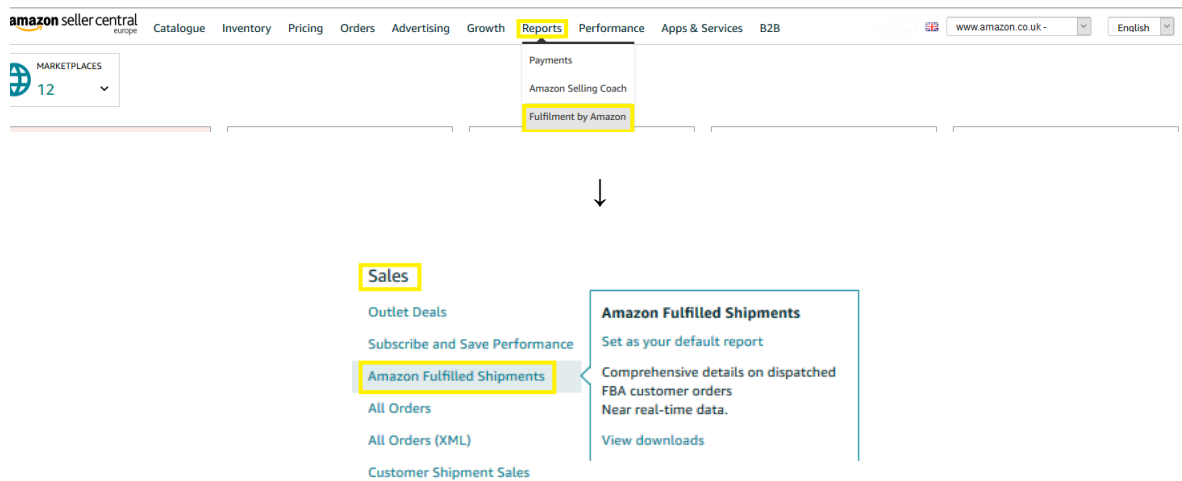 amazon seller central
europe
Catalogue Inventory Pricing Orders Advertising Growth Reports Performance Apps & Services B2B
www.amazon.co.uk -
English
MARKETPLACES
12
Payments
Amazon Selling Coach
Fulfilment by Amazon
↓
Sales
Outlet Deals
Subscribe and Save Performance
Amazon Fulfilled Shipments
All Orders
All Orders (XML)
Customer Shipment Sales
Amazon Fulfilled Shipments
Set as your default report
Comprehensive details on dispatched
FBA customer orders
Near real-time data.
View downloads